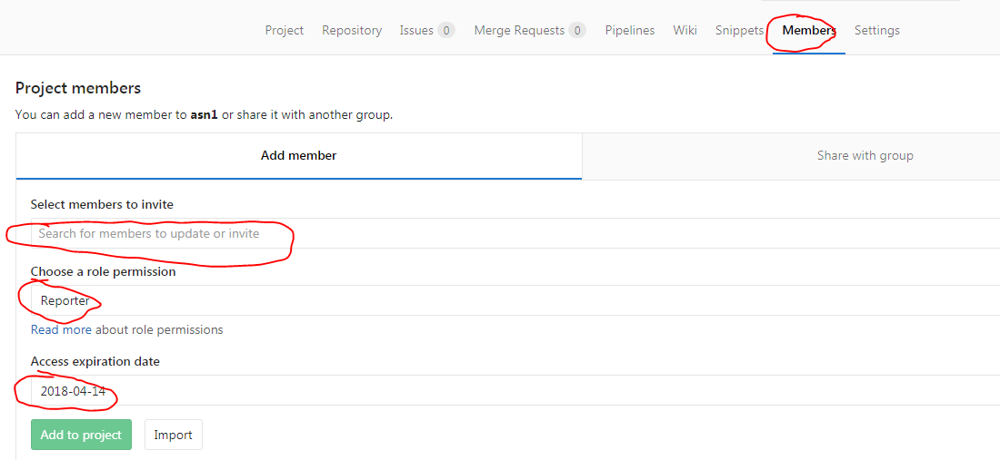 Project Repository Issues 0 Merge Requests 0 Pipelines Wiki Snippets Members Settings
Project members
You can add a new member to asn1 or share it with another group.
Add member Share with group
Select members to invite
Search for members to update or invite
Choose a role permission
Reporter
Read more about role permissions
Access expiration date
2018-04-14
Add to project Import